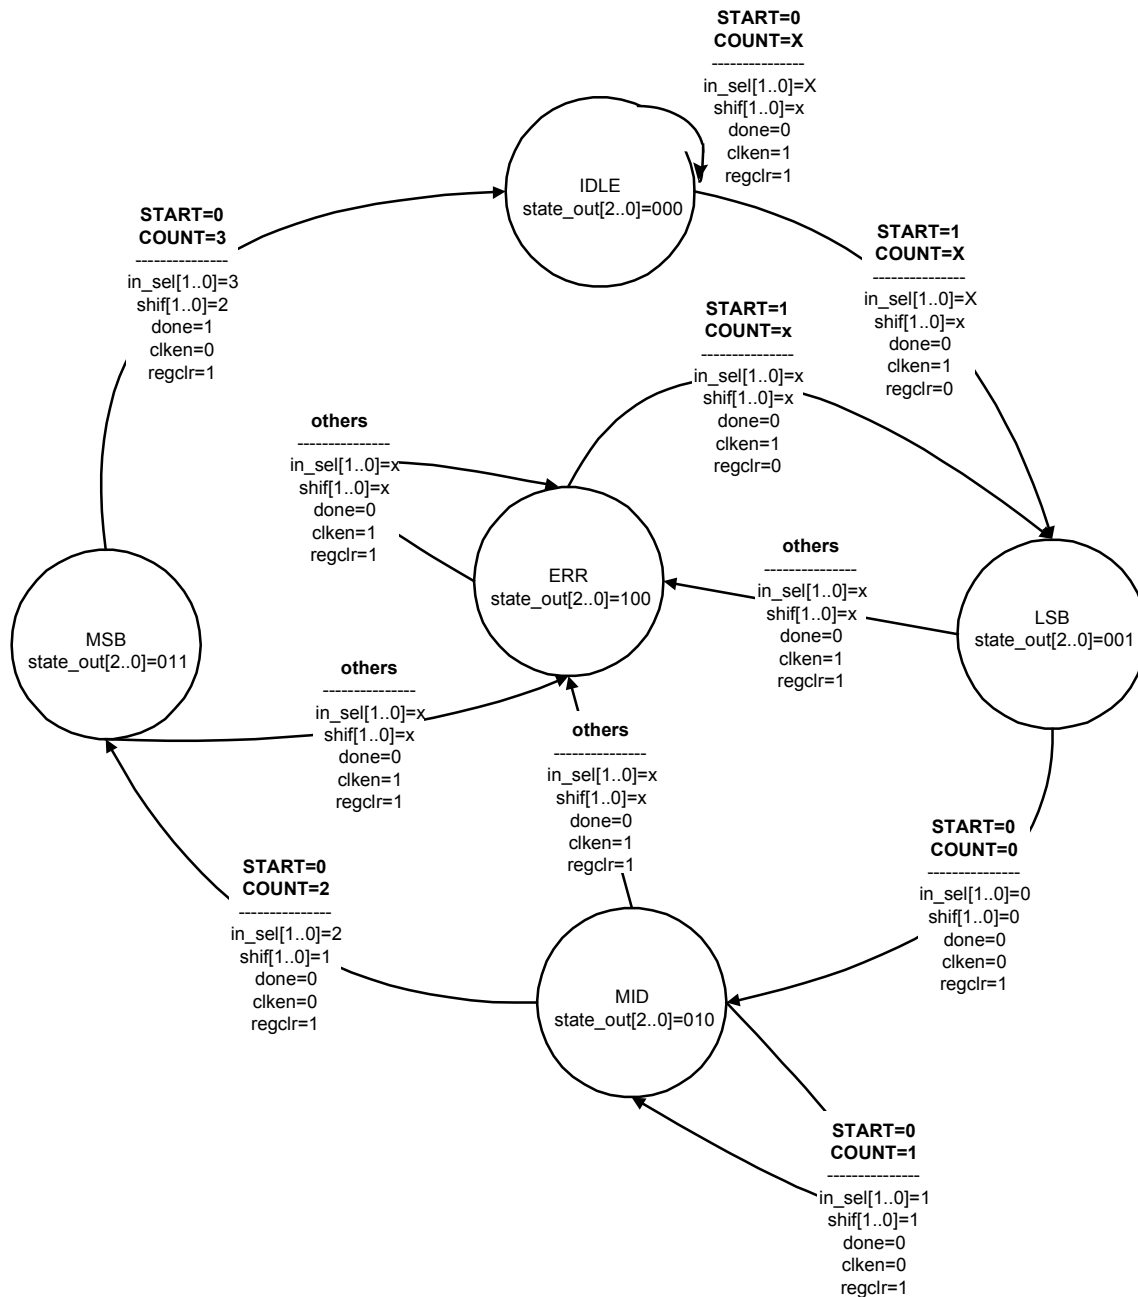 START=0
COUNT=X
---------------
in_sel[1..0]=X
shif[1..0]=x
done=0
clken=1
regclr=1
IDLE
state_out[2..0]=000
START=0
COUNT=3
---------------
in_sel[1..0]=3
shif[1..0]=2
done=1
clken=0
regclr=1
START=1
COUNT=X
---------------
in_sel[1..0]=X
shif[1..0]=x
done=0
clken=1
regclr=0
START=1
COUNT=x
---------------
in_sel[1..0]=x
shif[1..0]=x
done=0
clken=1
regclr=0
others
---------------
in_sel[1..0]=x
shif[1..0]=x
done=0
clken=1
regclr=1
ERR
state_out[2..0]=100
others
---------------
in_sel[1..0]=x
shif[1..0]=x
done=0
clken=1
regclr=1
LSB
state_out[2..0]=001
MSB
state_out[2..0]=011
others
---------------
in_sel[1..0]=x
shif[1..0]=x
done=0
clken=1
regclr=1
others
---------------
in_sel[1..0]=x
shif[1..0]=x
done=0
clken=1
regclr=1
START=0
COUNT=0
---------------
in_sel[1..0]=0
shif[1..0]=0
done=0
clken=0
regclr=1
START=0
COUNT=2
---------------
in_sel[1..0]=2
shif[1..0]=1
done=0
clken=0
regclr=1
MID
state_out[2..0]=010
START=0
COUNT=1
---------------
in_sel[1..0]=1
shif[1..0]=1
done=0
clken=0
regclr=1